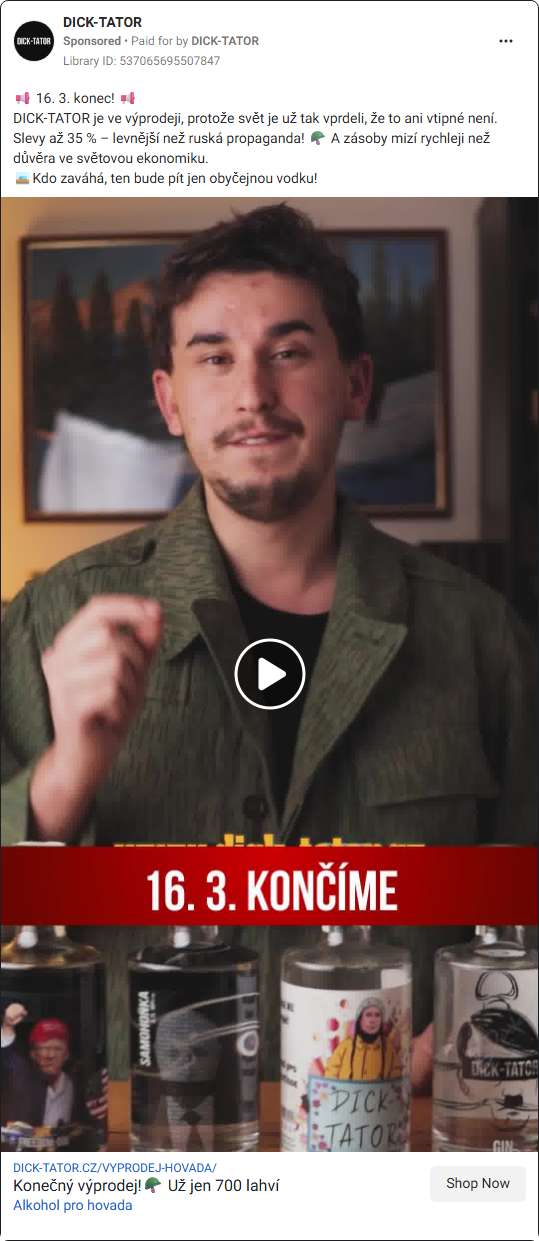 DICK-TATOR
DICK-TATOR
Sponsored • Paid for by DICK-TATOR
Library ID: 537065695507847
16. 3. konec!
DICK-TATOR je ve výprodeji, protože svět je už tak vprdeli, že to ani vtipné není.
Slevy až 35 % – levnější než ruská propaganda! A zásoby mizí rychleji než
důvěra ve světovou ekonomiku.
Kdo zaváhá, ten bude pít jen obyčejnou vodku!
16. 3. KONČÍME
SAMOHOŇKA
DICK-
TATOR
DICK-TATOR
GIN
DICK-TATOR.CZ/VYPRODEJ-HOVADA/
Konečný výprodej! Už jen 700 lahví
Alkohol pro hovada
Shop Now